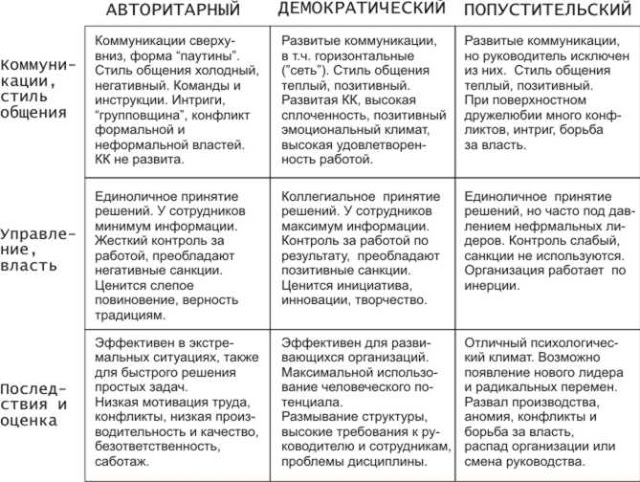 АВТОРИТАРНЫЙ
ДЕМОКРАТИЧЕСКИЙ
ПОПУСТИТЕЛЬСКИЙ
Коммуни-
кации,
стиль
общения
Коммуникации сверху-
вниз, форма “паутины”.
Стиль общения холодный,
негативный. Команды и
инструкции. Интриги,
“групповщина”, конфликт
формальной и
неформальной властей.
КК не развита.
Развитые коммуникации,
в т.ч. горизонтальные
("сеть"). Стиль общения
теплый, позитивный.
Развитая КК, высокая
сплоченность, позитивный
эмоциональный климат,
высокая удовлетворен-
ность работой.
Развитые коммуникации,
но руководитель исключен
из них. Стиль общения
теплый, позитивный.
При поверхностном
дружелюбии много кон-
фликтов, интриг, борьба
за власть.
Управле-
ние,
власть
Единоличное принятие
решений. У сотрудников
минимум информации.
Жесткий контроль за
работой, преобладают
негативные санкции.
Ценится слепое
повиновение, верность
традициям.
Коллегиальное принятие
решений. У сотрудников
максимум информации.
Контроль за работой по
результату, преобладают
позитивные санкции.
Ценится инициатива,
инновации, творчество.
Единоличное принятие
решений, но часто под дав-
лением нефрмальных ли-
деров. Контроль слабый,
санкции не используются.
Организация работает по
инерции.
Послед-
ствия и
оценка
Эффективен в экстре-
мальных ситуациях, также
для быстрого решения
простых задач.
Низкая мотивация труда,
конфликты, низкая произ-
водительность и качество,
безответственность,
саботаж.
Эффективен для разви-
вающихся организаций.
Максимальное использо-
вание человеческого по-
тенциала.
Размывание структуры,
высокие требования к ру-
ководителю и сотрудникам,
проблемы дисциплины.
Отличный психологичес-
кий климат. Возможно
появление нового лидера
и радикальных перемен.
Развал производства,
аномия, конфликты и
борьба за власть,
распад организации или
смена руководства.